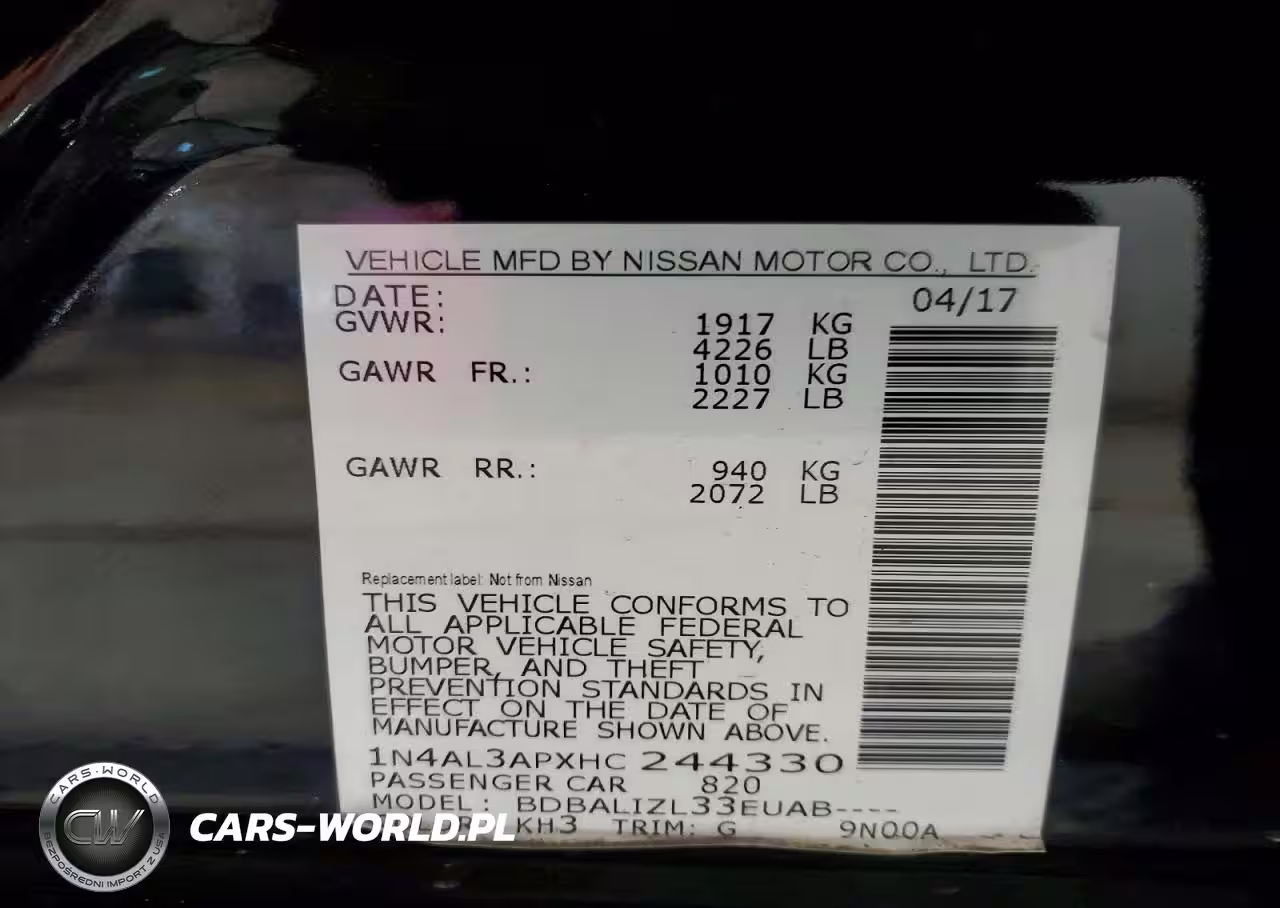 VEHICLE MFD BY NISSAN MOTOR CO., LTD.
DATE: 04/17
GVWR: 1917 KG
4226 LB
GAWR FR.: 1010 KG
2227 LB
GAWR RR.: 940 KG
2072 LB
Replacement label: Not from Nissan
THIS VEHICLE CONFORMS TO
ALL APPLICABLE FEDERAL
MOTOR VEHICLE SAFETY,
BUMPER, AND THEFT
PREVENTION STANDARDS IN
EFFECT ON THE DATE OF
MANUFACTURE SHOWN ABOVE.
1N4AL3APXHC 244330
PASSENGER CAR 820
MODEL: BDBALIZL33EUAB----
KH3 TRIM: G 9N00A
CARS-WORLD
CW
BEZPOŚREDNI IMPORT Z USA
CARS-WORLD.PL